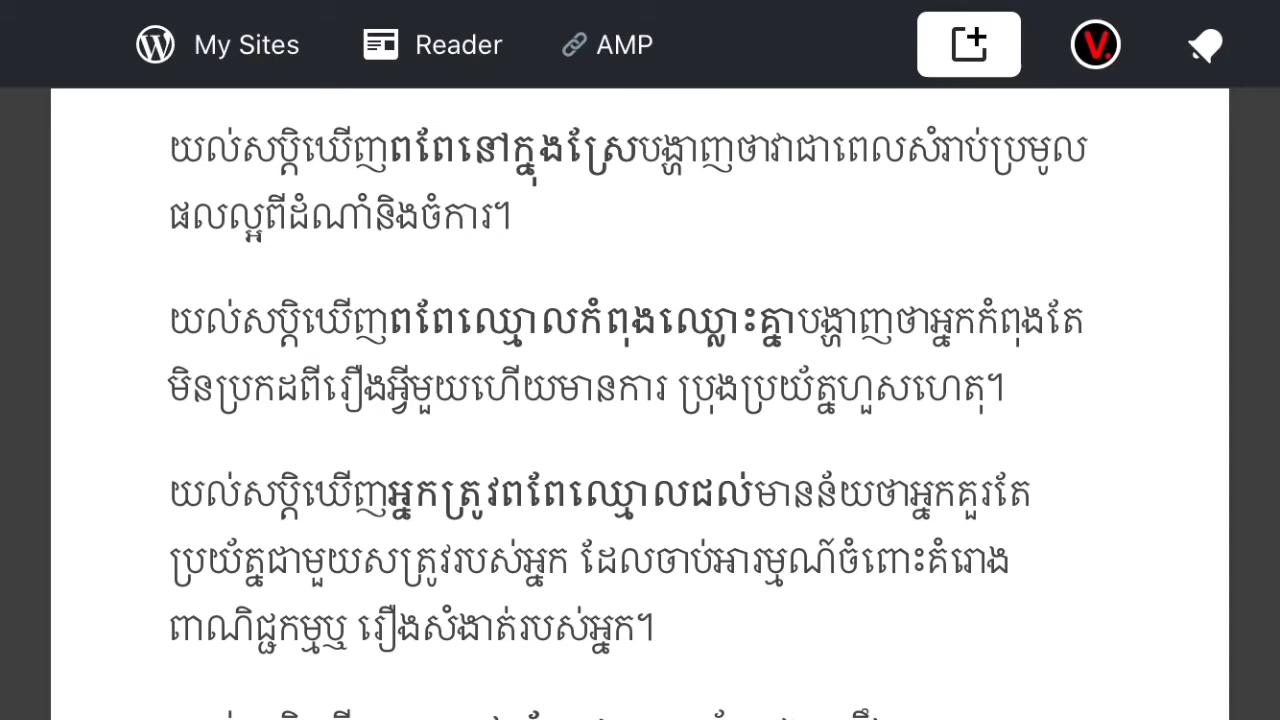 My Sites Reader AMP V.
យល់សប្តិឃើញពពែនៅក្នុងស្រែបង្ហាញថាវាជាពេលសំរាប់ប្រមូល
ផលល្អពីដំណាំនិងចំការ។
យល់សប្តិឃើញពពែឈ្មោលកំពុងឈ្លោះគ្នាបង្ហាញថាអ្នកកំពុងតែ
មិនប្រកដពីរឿងអ្វីមួយហើយមានការ ប្រុងប្រយ័ត្នហួសហេតុ។
យល់សប្តិឃើញអ្នកត្រូវពពែឈ្មោលជល់មានន័យថាអ្នកគួរតែ
ប្រយ័ត្នជាមួយសត្រូវរបស់អ្នក ដែលចាប់អារម្មណ៍ចំពោះគំរោង
ពាណិជ្ជកម្មឬ រឿងសំងាត់របស់អ្នក។